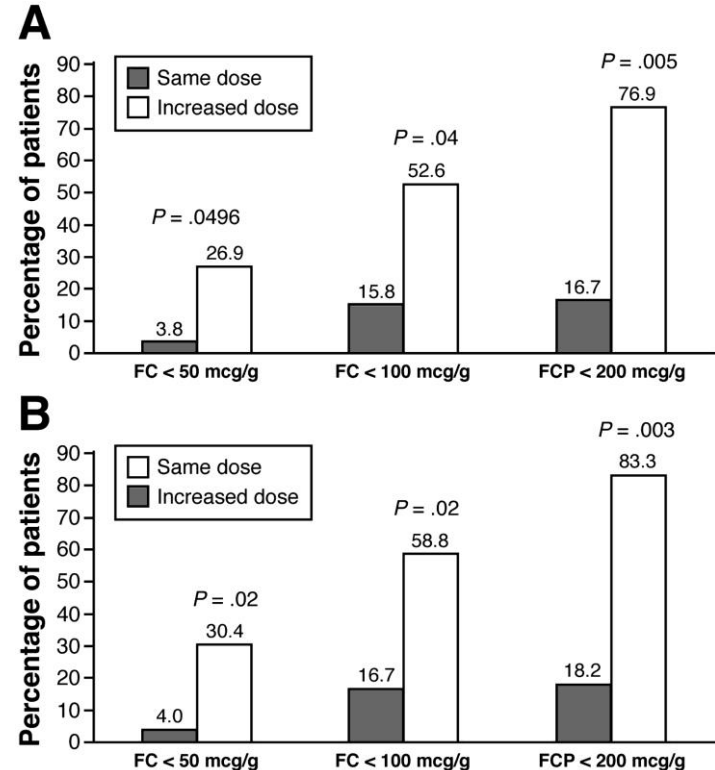 A
Percentage of patients
90
80
70
60
50
40
30
20
10
0
Same dose
Increased dose
P = .0496
3.8
26.9
P = .04
15.8
52.6
P = .005
16.7
76.9
FC < 50 mcg/g
FC < 100 mcg/g
FCP < 200 mcg/g
B
Percentage of patients
90
80
70
60
50
40
30
20
10
0
Same dose
Increased dose
P = .02
4.0
30.4
P = .02
16.7
58.8
P = .003
18.2
83.3
FC < 50 mcg/g
FC < 100 mcg/g
FCP < 200 mcg/g